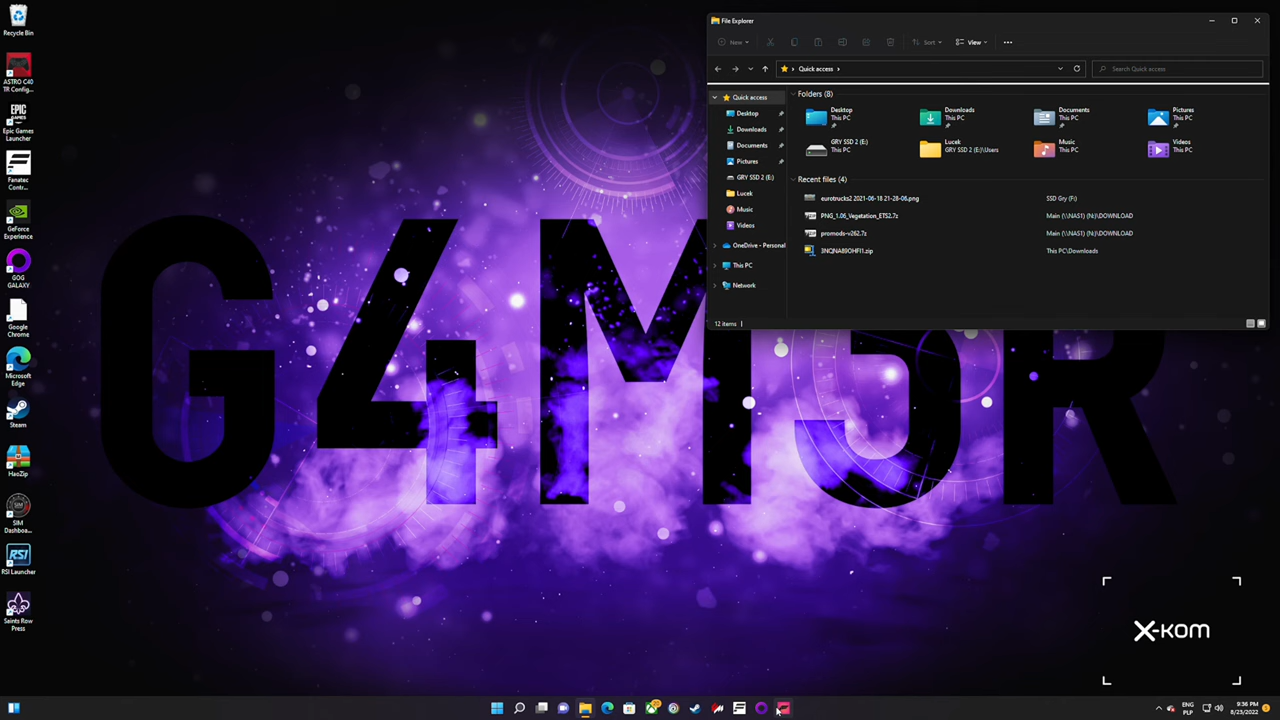 Recycle Bin
ASTRO C40
TR Config...
Epic Games
Launcher
Fanatec
Contr...
GeForce
Experience
GOG
GALAXY
Google
Chrome
Microsoft
Edge
Steam
HaoZip
SIM
Dashboa...
RSI
RSI Launcher
Saints Row
Press
G4M3R
File Explorer
New
Sort
View
Quick access
Search Quick access
Quick access
Desktop
Downloads
Documents
Pictures
GRY SSD 2 (E:)
Lucek
Music
Videos
OneDrive - Personal
This PC
Network
Folders (8)
Desktop
This PC
Downloads
This PC
Documents
This PC
Pictures
This PC
GRY SSD 2 (E:)
This PC
Lucek
GRY SSD 2 (E:)\Users
Music
This PC
Videos
This PC
Recent files (4)
eurotrucks2 2021-06-18 21-28-06.png SSD Gry (F:)
PNG_1.06_Vegetation_ETS2.7z Main (\\NAS1) (N:)\DOWNLOAD
promods-v262.7z Main (\\NAS1) (N:)\DOWNLOAD
3NQNA89OHFI1.zip This PC\Downloads
12 items
x-kom
ENG
PLP
9:36 PM
8/23/2022